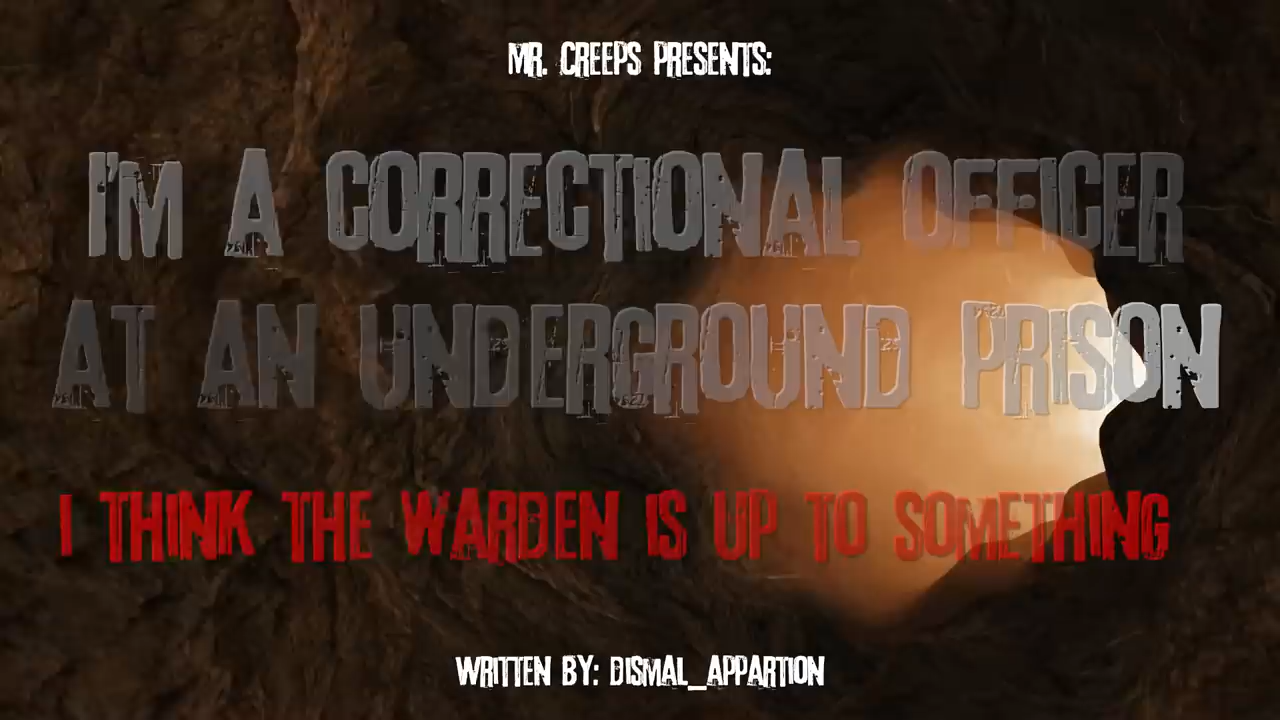 MR. CREEPS PRESENTS:
I'M A CORRECTIONAL OFFICER
AT AN UNDERGROUND PRISON
I THINK THE WARDEN IS UP TO SOMETHING
WRITTEN BY: DISMAL_APPARTION